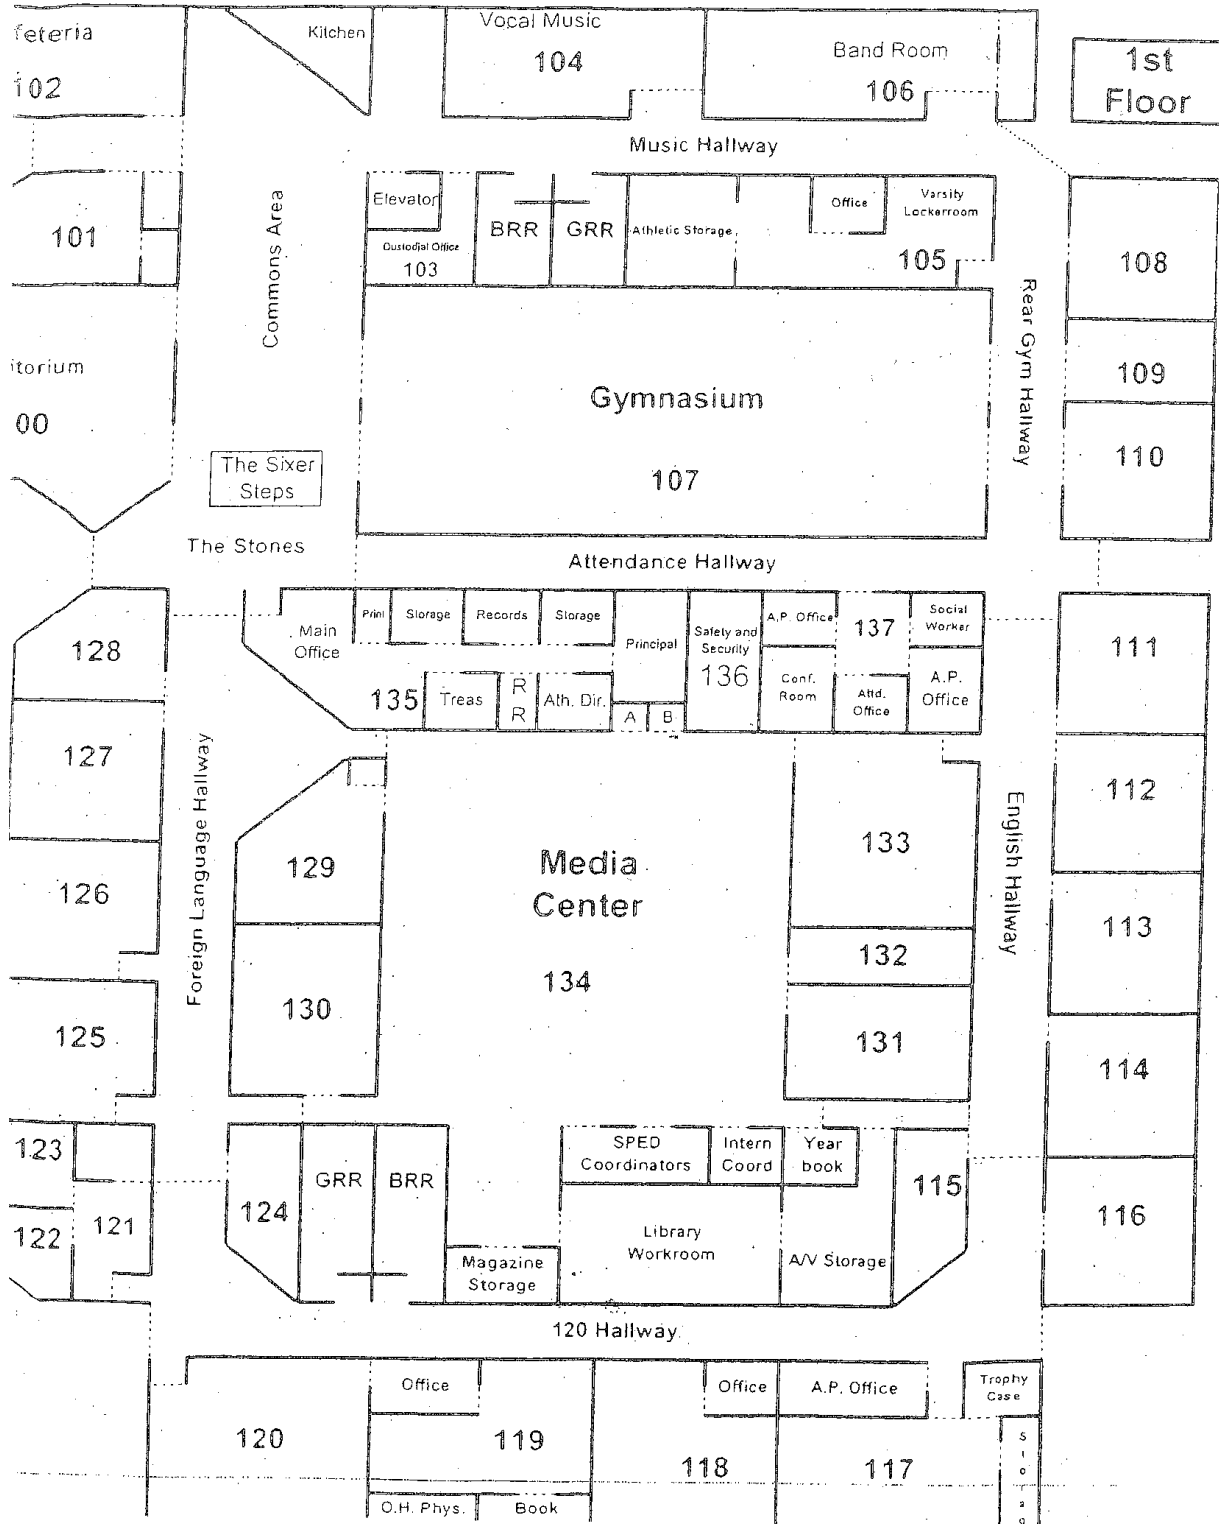 feteria
102
Kitchen
Vocal Music
104
Band Room
106
1st
Floor
Music Hallway
101
Commons Area
Elevator
Custodial Office
103
BRR
GRR
Athletic Storage
Office
Varsity
Lockerroom
105
108
Rear Gym Hallway
109
110
itorium
00
Gymnasium
107
The Sixer
Steps
The Stones
Attendance Hallway
128
Main
Office
Print
Storage
Records
Storage
Principal
Safety and
Security
136
A.P. Office
137
Social
Worker
111
135
Treas
R
R
Ath. Dir.
A
B
Conf.
Room
Attd.
Office
A.P.
Office
127
Foreign Language Hallway
129
Media
Center
134
133
English Hallway
112
126
130
132
113
125
131
114
123
121
122
124
GRR
BRR
SPED
Coordinators
Intern
Coord
Year
book
115
116
Magazine
Storage
Library
Workroom
A/V Storage
120 Hallway
120
Office
119
O.H. Phys.
Book
Office
118
A.P. Office
117
Trophy
Case
S
t
o
r
a
g